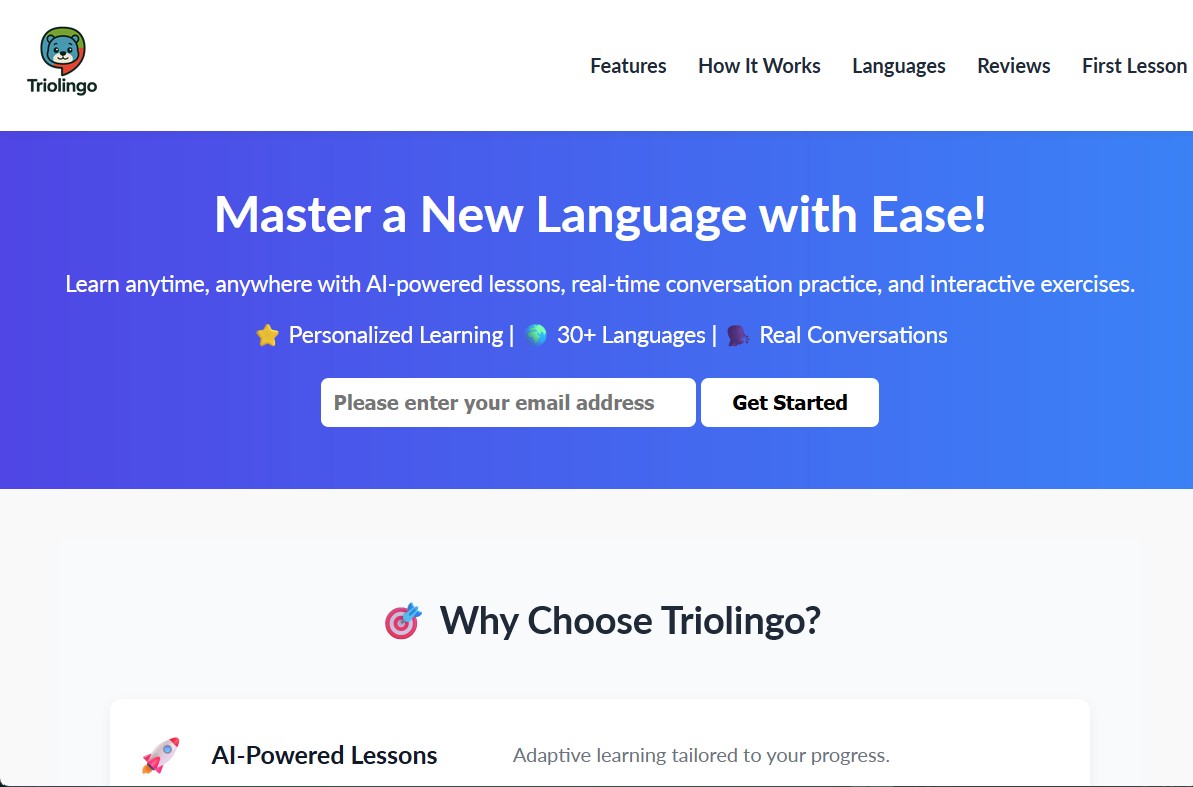 Triolingo
Features How It Works Languages Reviews First Lesson
Master a New Language with Ease!
Learn anytime, anywhere with AI-powered lessons, real-time conversation practice, and interactive exercises.
⭐ Personalized Learning | 🌍 30+ Languages | 🗣 Real Conversations
Please enter your email address Get Started
🎯 Why Choose Triolingo?
🚀 AI-Powered Lessons Adaptive learning tailored to your progress.